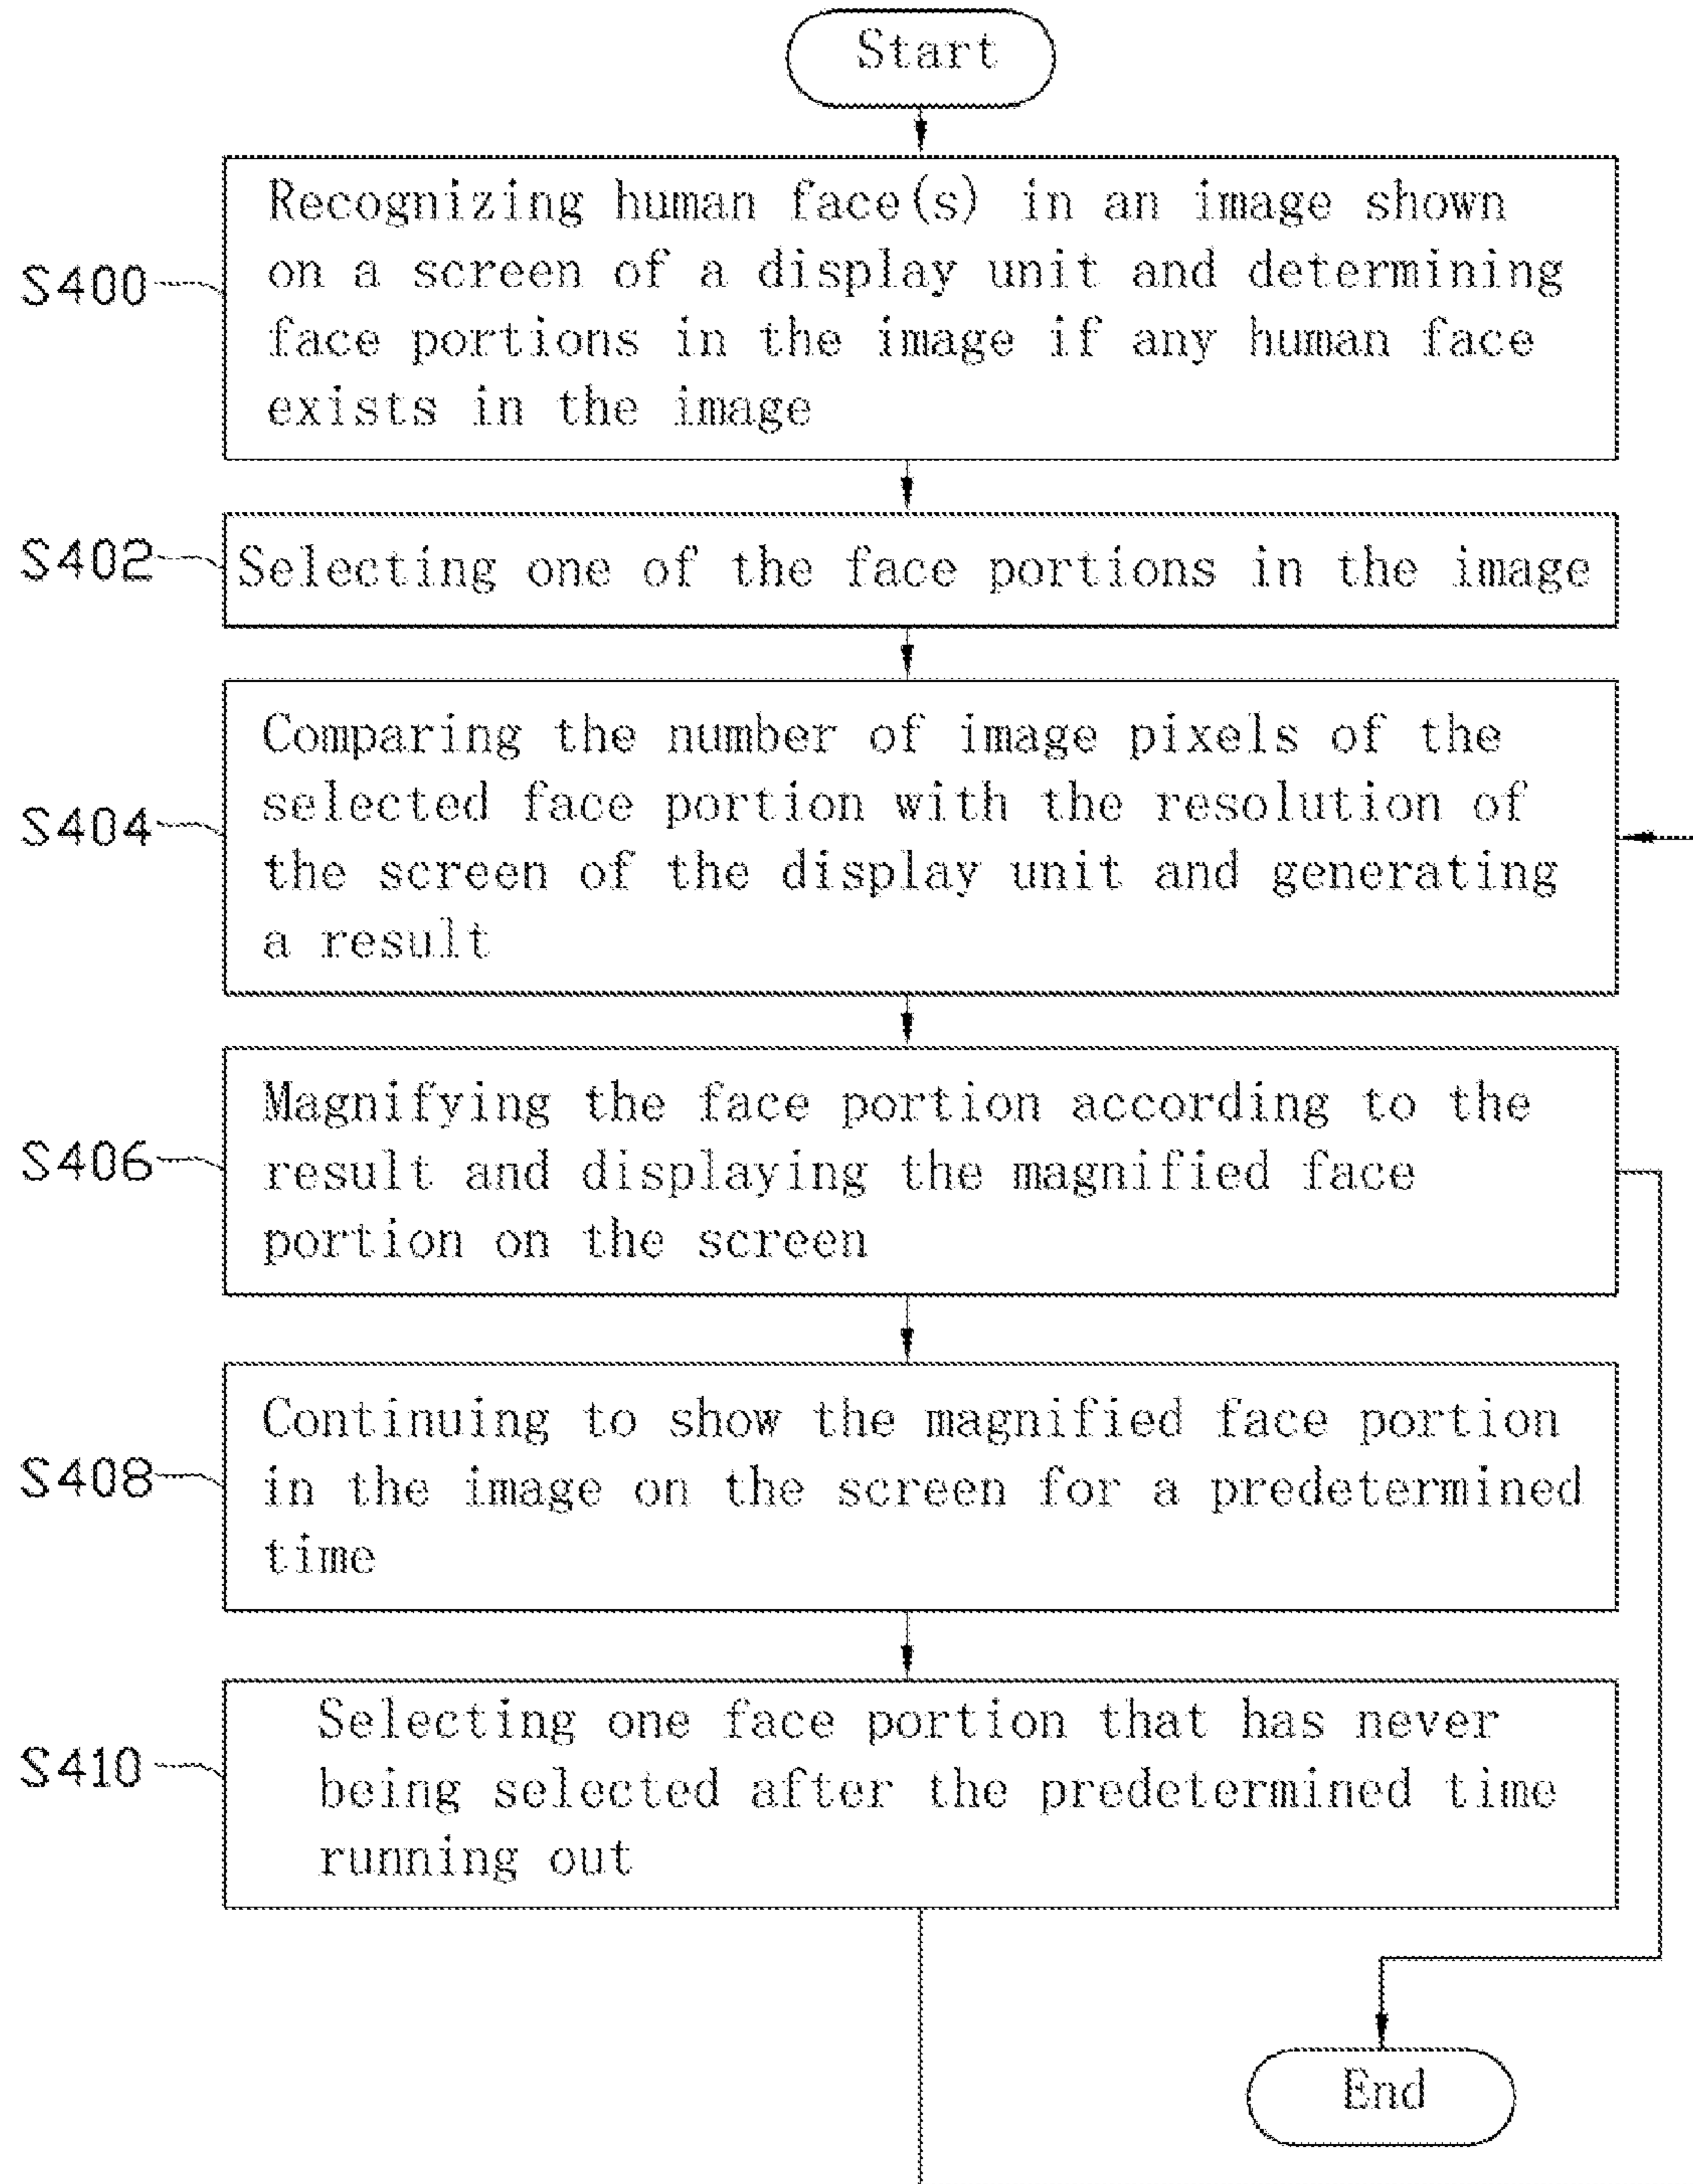 Start
Recognizing human face(s) in an image shown
on a screen of a display unit and determining
face portions in the image if any human face
exists in the image
S400
Selecting one of the face portions in the image
S402
Comparing the number of image pixels of the
selected face portion with the resolution of
the screen of the display unit and generating
a result
S404
Magnifying the face portion according to the
result and displaying the magnified face
portion on the screen
S406
Continuing to show the magnified face portion
in the image on the screen for a predetermined
time
S408
Selecting one face portion that has never
being selected after the predetermined time
running out
S410
End